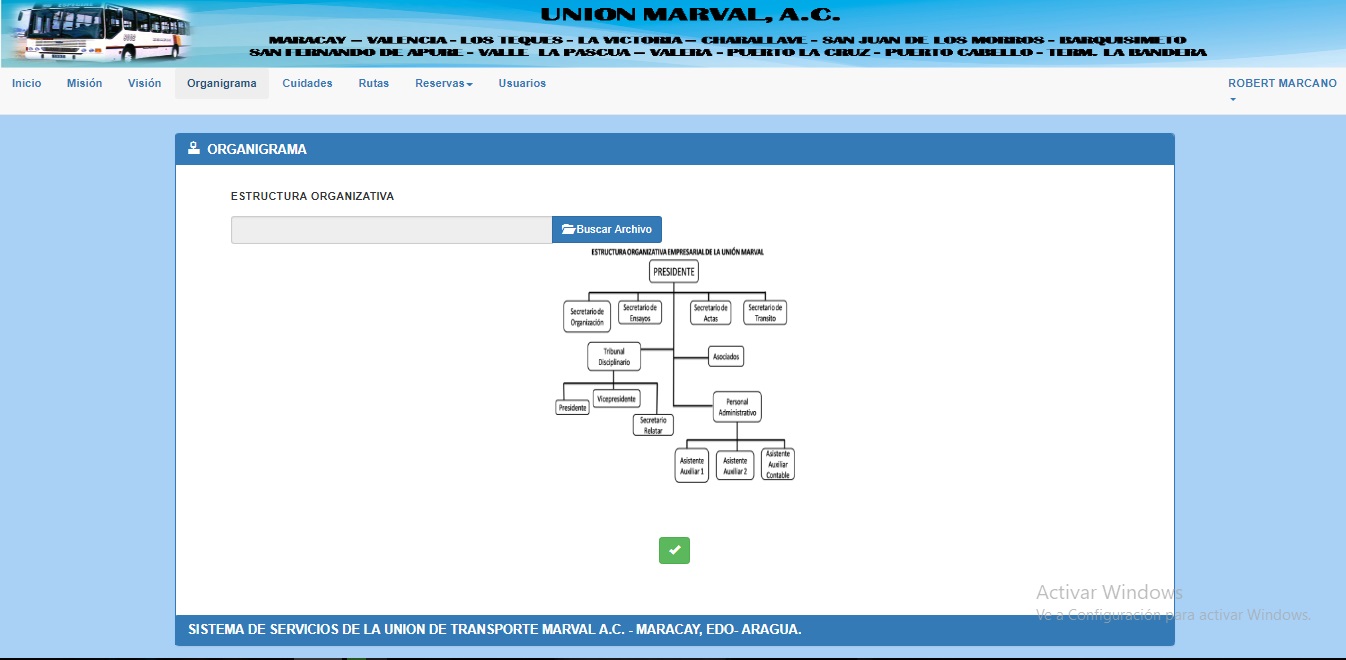 UNION MARVAL, A.C.
MARACAY – VALENCIA - LOS TEQUES - LA VICTORIA – CHARALLAVE - SAN JUAN DE LOS MORROS - BARQUISIMETO
SAN FERNANDO DE APURE - VALLE LA PASCUA – VALERA - PUERTO LA CRUZ - PUERTO CABELLO - TERM. LA BANDERA
Inicio Misión Visión Organigrama Cuidades Rutas Reservas Usuarios ROBERT MARCANO
ORGANIGRAMA
ESTRUCTURA ORGANIZATIVA
Buscar Archivo
ESTRUCTURA ORGANIZATIVA EMPRESARIAL DE LA UNIÓN MARVAL
PRESIDENTE
Secretario de
Organización
Secretario de
Ensayos
Secretario de
Actas
Secretario de
Transito
Tribunal
Disciplinario
Asociados
Presidente
Vicepresidente
Secretario
Relatar
Personal
Administrativo
Asistente
Auxiliar 1
Asistente
Auxiliar 2
Asistente
Auxiliar
Contable
Activar Windows
Ve a Configuración para activar Windows.
SISTEMA DE SERVICIOS DE LA UNION DE TRANSPORTE MARVAL A.C. - MARACAY, EDO- ARAGUA.